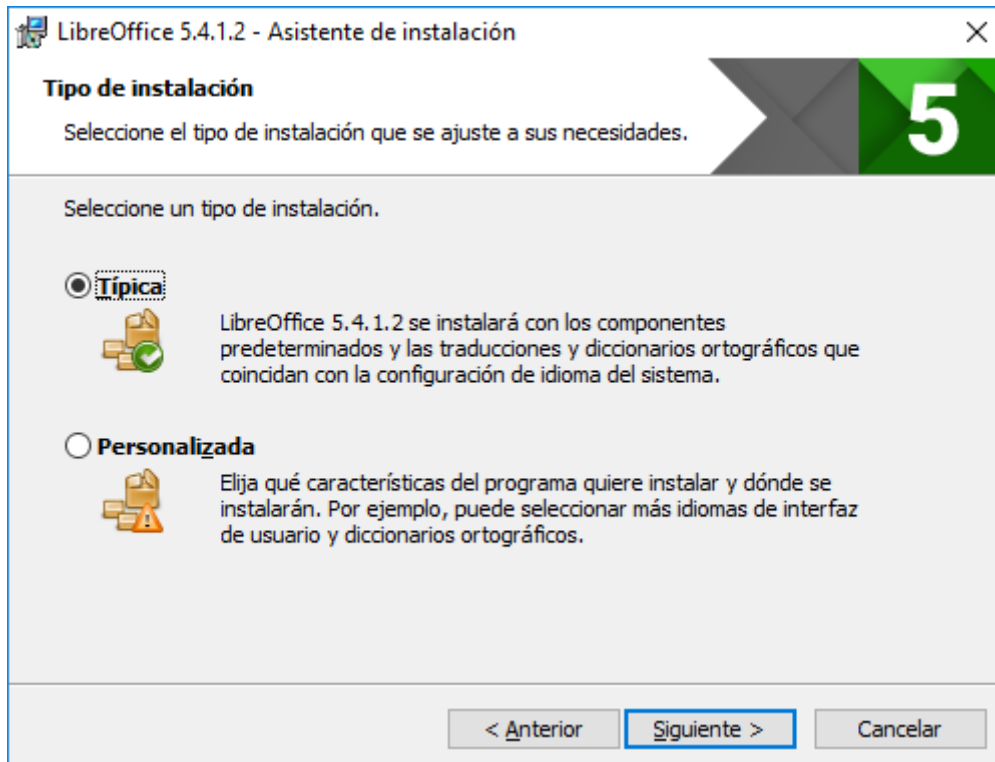 LibreOffice 5.4.1.2 - Asistente de instalación
Tipo de instalación
Seleccione el tipo de instalación que se ajuste a sus necesidades.
5
Seleccione un tipo de instalación.
Típica
LibreOffice 5.4.1.2 se instalará con los componentes
predeterminados y las traducciones y diccionarios ortográficos que
coincidan con la configuración de idioma del sistema.
Personalizada
Elija qué características del programa quiere instalar y dónde se
instalarán. Por ejemplo, puede seleccionar más idiomas de interfaz
de usuario y diccionarios ortográficos.
< Anterior Siguiente > Cancelar